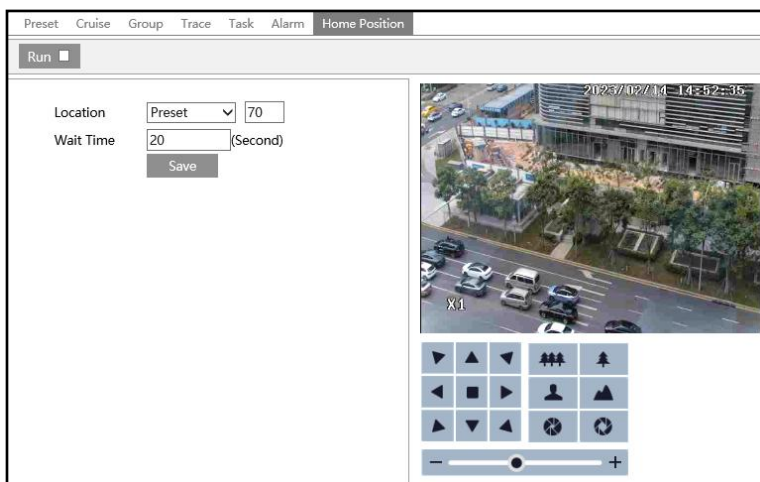 Preset Cruise Group Trace Task Alarm Home Position
Run
Location Preset 70
Wait Time 20 (Second)
Save
2023/02/14 14:52:35
X1